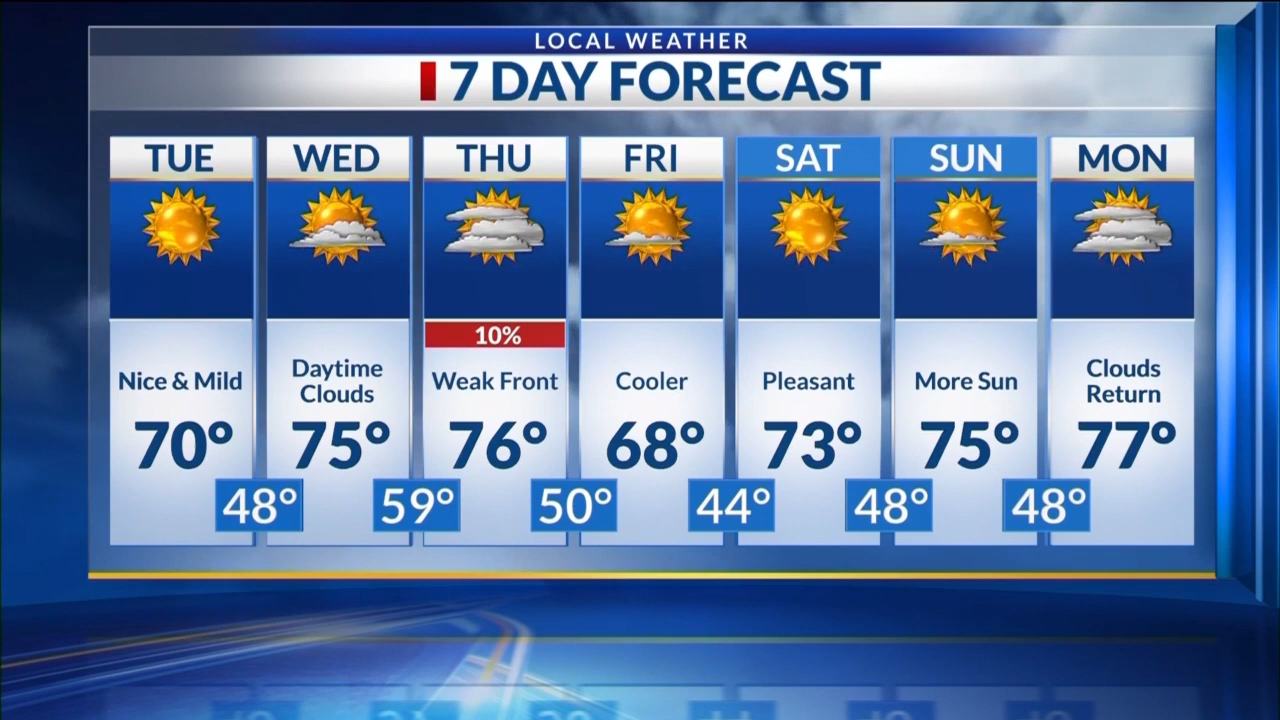 LOCAL WEATHER
7 DAY FORECAST
TUE WED THU FRI SAT SUN MON
10%
Nice & Mild
Daytime
Clouds
Weak Front
Cooler
Pleasant
More Sun
Clouds
Return
70° 75° 76° 68° 73° 75° 77°
48° 59° 50° 44° 48° 48°